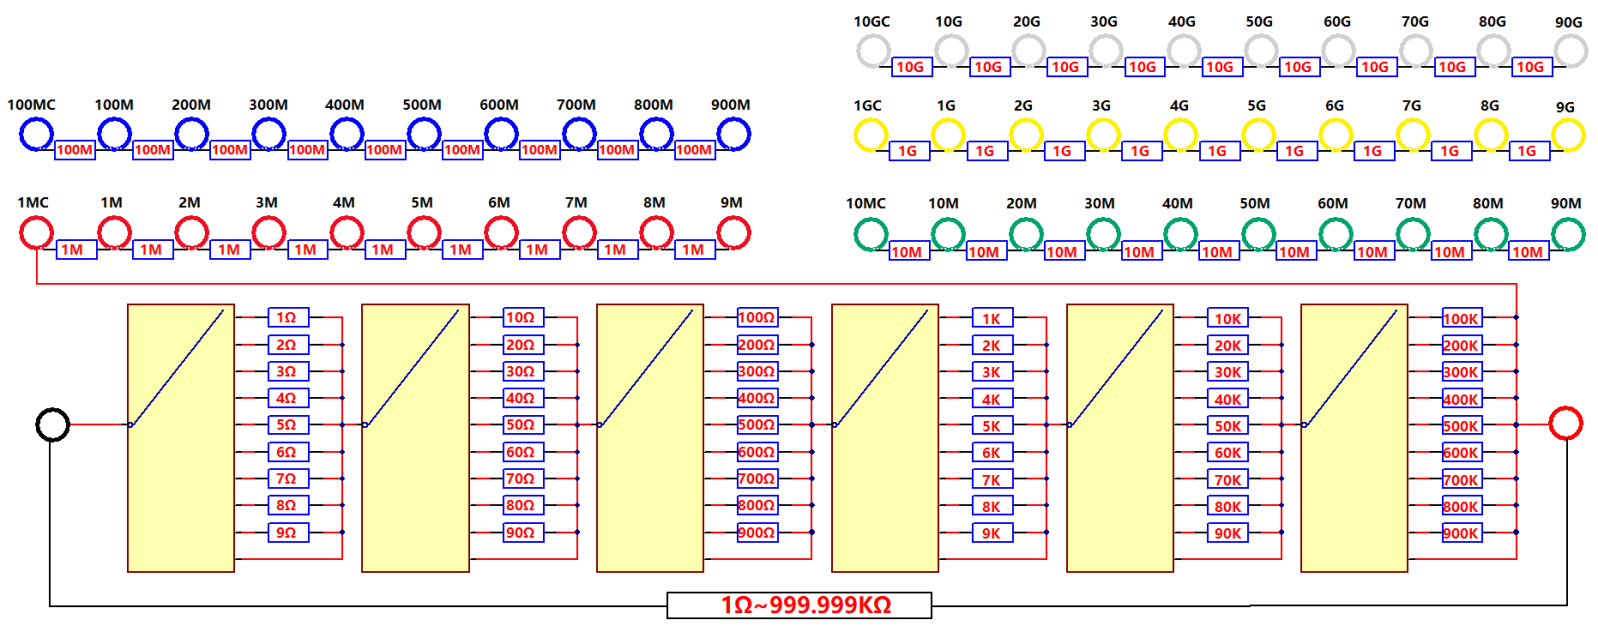 10GC 10G 20G 30G 40G 50G 60G 70G 80G 90G
10G 10G 10G 10G 10G 10G 10G 10G 10G
100MC 100M 200M 300M 400M 500M 600M 700M 800M 900M
100M 100M 100M 100M 100M 100M 100M 100M 100M
1GC 1G 2G 3G 4G 5G 6G 7G 8G 9G
1G 1G 1G 1G 1G 1G 1G 1G 1G
1MC 1M 2M 3M 4M 5M 6M 7M 8M 9M
1M 1M 1M 1M 1M 1M 1M 1M 1M
10MC 10M 20M 30M 40M 50M 60M 70M 80M 90M
10M 10M 10M 10M 10M 10M 10M 10M 10M
1Ω 10Ω 100Ω 1K 10K 100K
2Ω 20Ω 200Ω 2K 20K 200K
3Ω 30Ω 300Ω 3K 30K 300K
4Ω 40Ω 400Ω 4K 40K 400K
5Ω 50Ω 500Ω 5K 50K 500K
6Ω 60Ω 600Ω 6K 60K 600K
7Ω 70Ω 700Ω 7K 70K 700K
8Ω 80Ω 800Ω 8K 80K 800K
9Ω 90Ω 900Ω 9K 90K 900K
1Ω~999.999KΩ